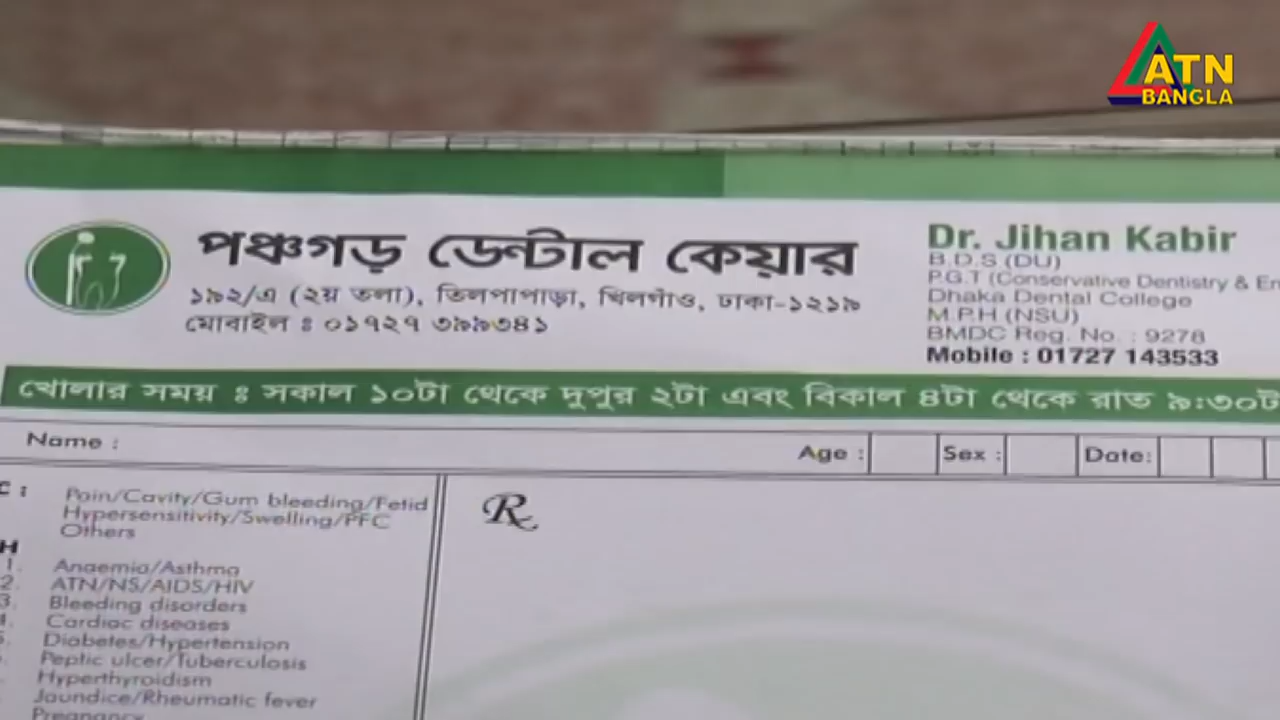 ATN
BANGLA
পঞ্চগড় ডেন্টাল কেয়ার
১৯২/এ (২য় তলা), তিলপাপাড়া, খিলগাঁও, ঢাকা-১২১৯
মোবাইল ঃ ০১৭২৭ ৩৯৯৩৪১
Dr. Jihan Kabir
B.D.S (DU)
P.G.T (Conservative Dentistry & En
Dhaka Dental College
M.P.H (NSU)
BMDC Reg. No. : 9278
Mobile : 01727 143533
খোলার সময় ঃ সকাল ১০টা থেকে দুপুর ২টা এবং বিকাল ৪টা থেকে রাত ৯:৩০ট
Name : Age : Sex : Date:
C : Pain/Cavity/Gum bleeding/Fetid
Hypersensitivity/Swelling/PFC
Others
℞
H
1. Anaemia/Asthma
2. ATN/NS/AIDS/HIV
3. Bleeding disorders
4. Cardiac diseases
5. Diabetes/Hypertension
Peptic ulcer/Tuberculosis
Hyperthyroidism
Jaundice/Rheumatic fever
Pregnancy